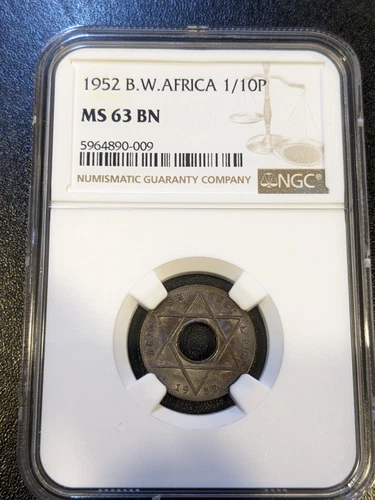 1952 B.W.AFRICA 1/10P
MS 63 BN
5964890-009
NUMISMATIC GUARANTY COMPANY
NGC®